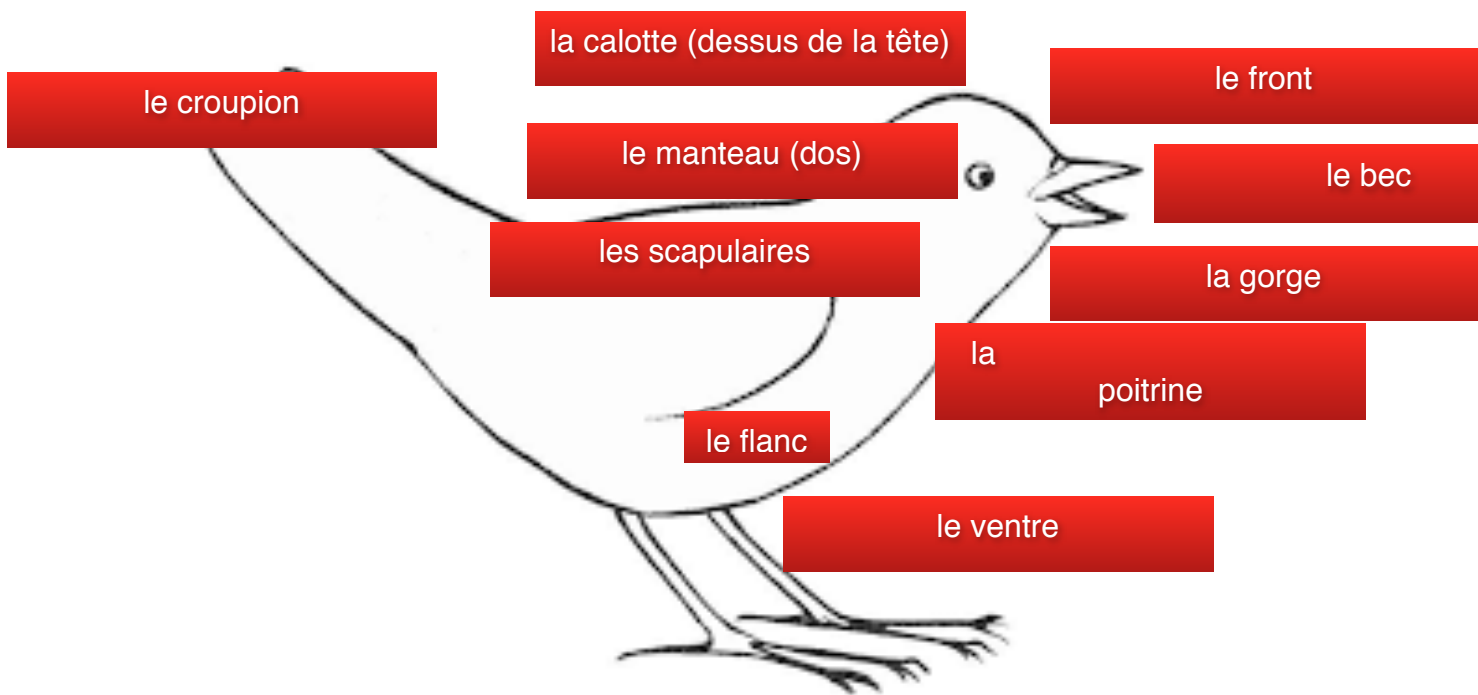 la calotte (dessus de la tête)
le front
le croupion
le manteau (dos)
le bec
les scapulaires
la gorge
la
poitrine
le flanc
le ventre